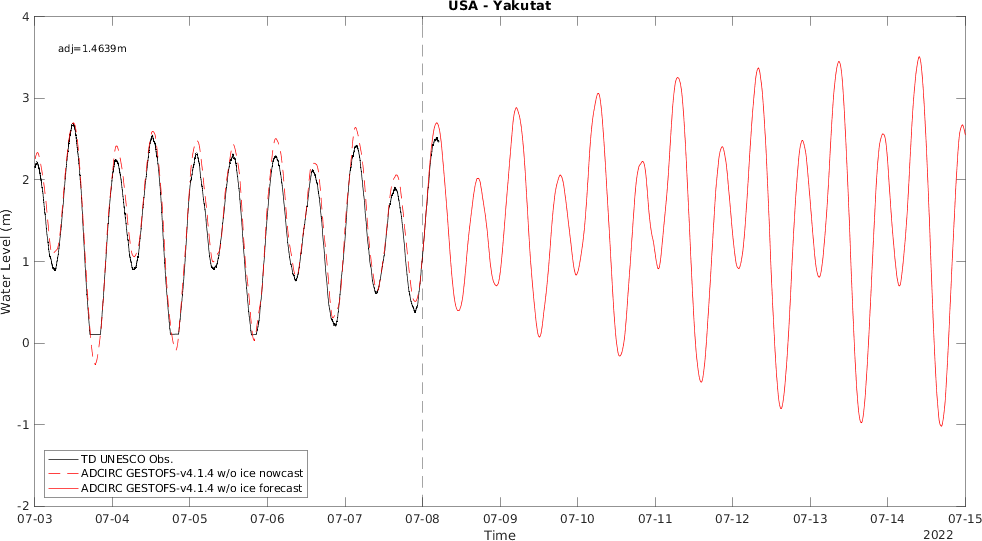 USA - Yakutat
adj=1.4639m
4
3
2
1
0
-1
-2
Water Level (m)
TD UNESCO Obs.
ADCIRC GESTOFS-v4.1.4 w/o ice nowcast
ADCIRC GESTOFS-v4.1.4 w/o ice forecast
07-03 07-04 07-05 07-06 07-07 07-08 07-09 07-10 07-11 07-12 07-13 07-14 07-15
Time
2022